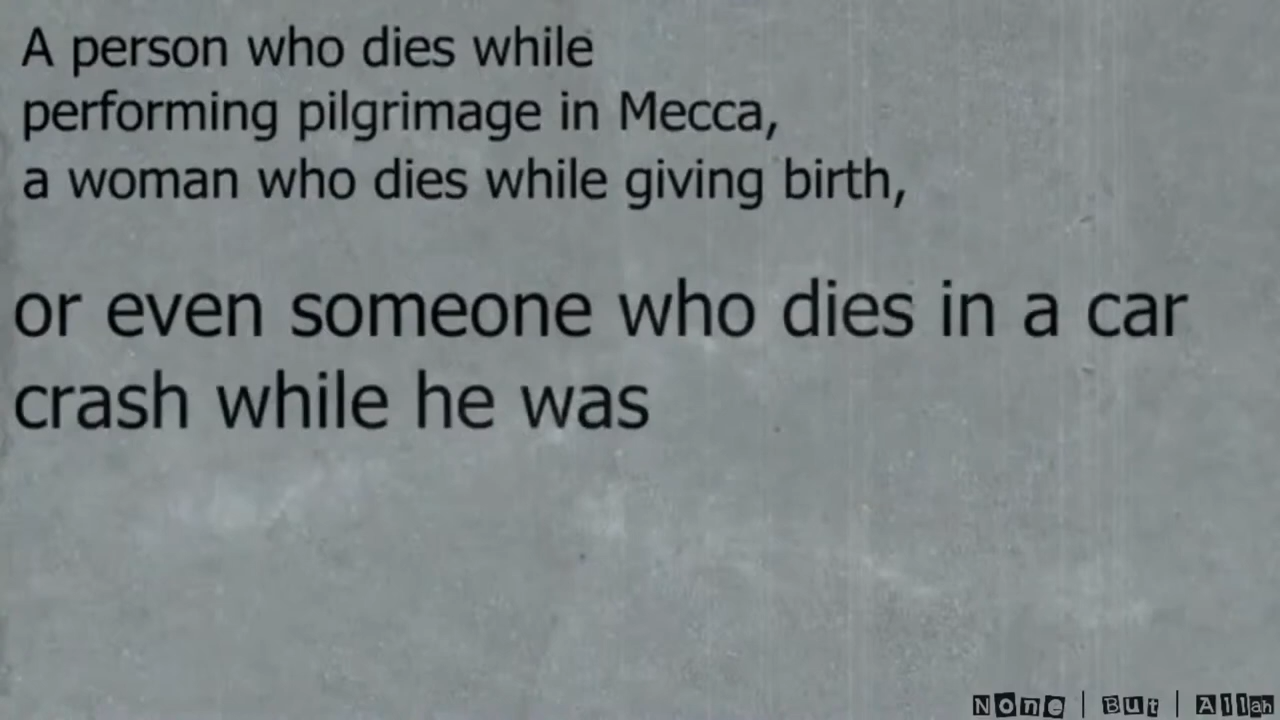 A person who dies while
performing pilgrimage in Mecca,
a woman who dies while giving birth,
or even someone who dies in a car
crash while he was
None | But | Allah